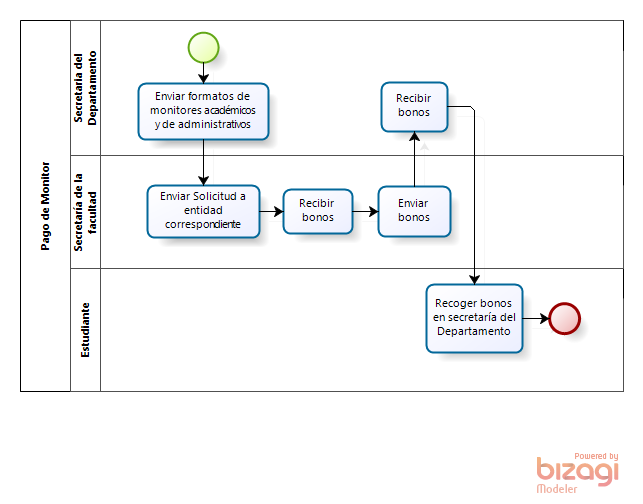 Pago de Monitor
Secretaria del
Departamento
Enviar formatos de
monitores académicos
y de administrativos
Recibir
bonos
Secretaría de la
facultad
Enviar Solicitud a
entidad
correspondiente
Recibir
bonos
Enviar
bonos
Estudiante
Recoger bonos
en secretaría del
Departamento
Powered by
bizagi
Modeler